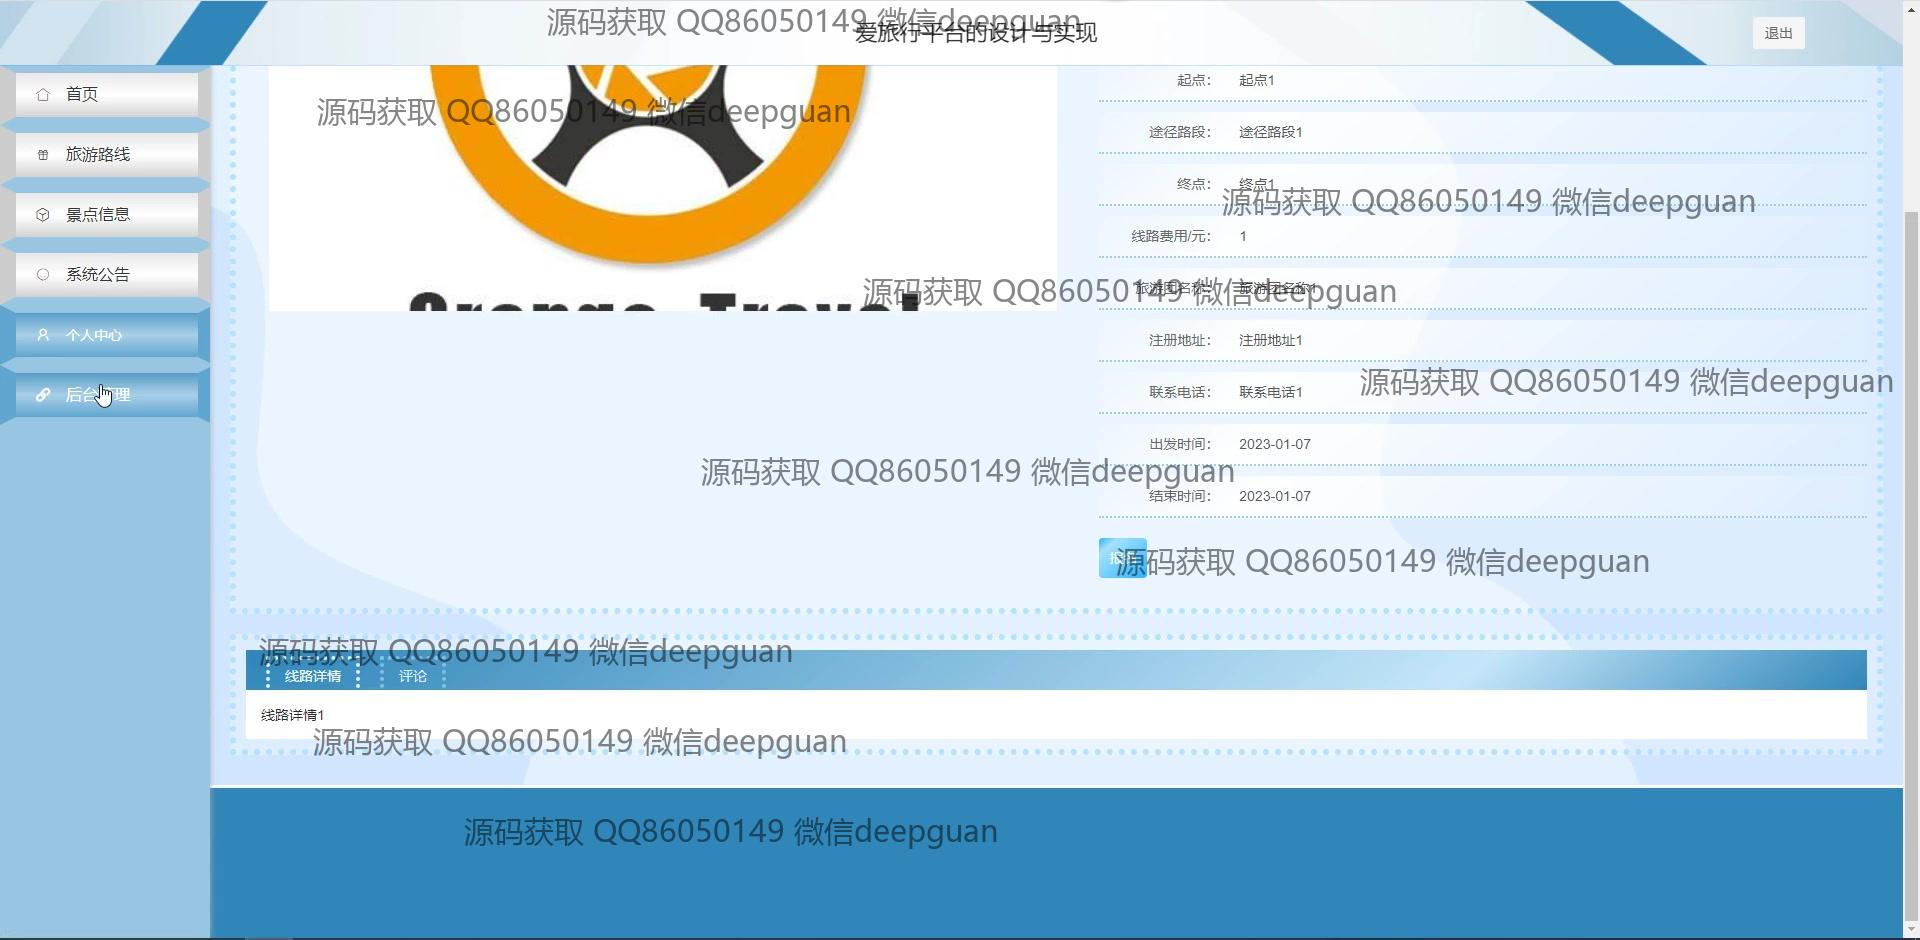 源码获取 QQ86050149 微信deepguan
爱旅行平台的设计与实现
退出
首页
旅游路线
景点信息
系统公告
个人中心
后台管理
源码获取 QQ86050149 微信deepguan
起点： 起点1
途径路段： 途径路段1
终点： 终点1
源码获取 QQ86050149 微信deepguan
线路费用/元： 1
旅游团名称： 旅游团名称1
源码获取 QQ86050149 微信deepguan
注册地址： 注册地址1
联系电话： 联系电话1
源码获取 QQ86050149 微信deepguan
出发时间： 2023-01-07
源码获取 QQ86050149 微信deepguan
结束时间： 2023-01-07
源码获取 QQ86050149 微信deepguan
源码获取 QQ86050149 微信deepguan
线路详情 评论
线路详情1
源码获取 QQ86050149 微信deepguan
源码获取 QQ86050149 微信deepguan